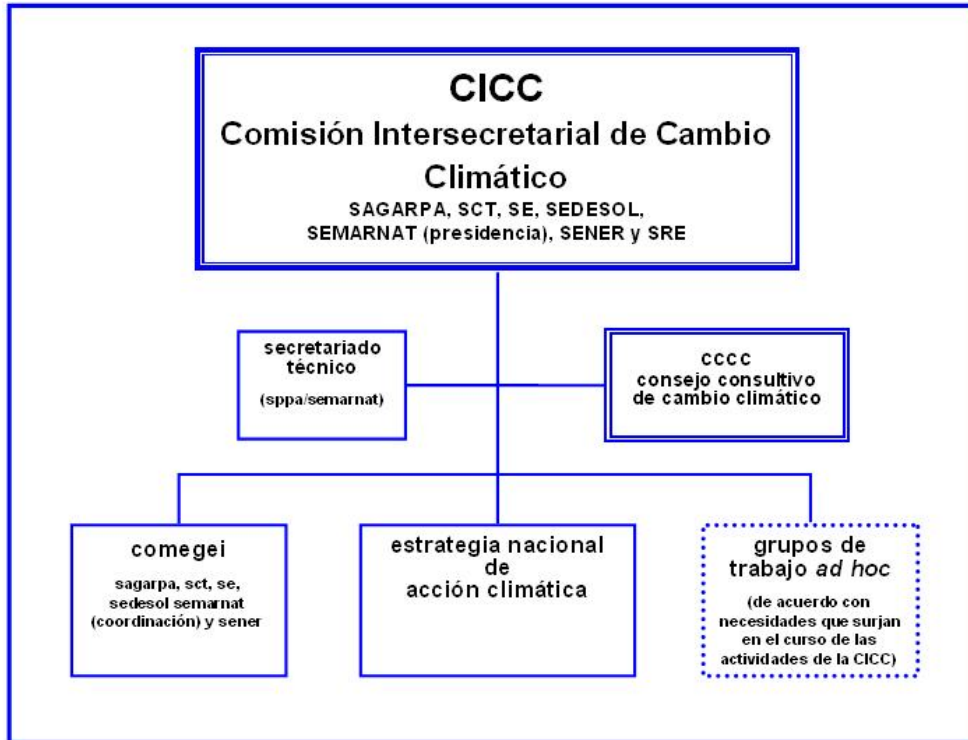 CICC
Comisión Intersecretarial de Cambio
Climático
SAGARPA, SCT, SE, SEDESOL,
SEMARNAT (presidencia), SENER y SRE
secretariado
técnico
(sppa/semarnat)
cccc
consejo consultivo
de cambio climático
comegei
sagarpa, sct, se,
sedesol semarnat
(coordinación) y sener
estrategia nacional
de
acción climática
grupos de
trabajo ad hoc
(de acuerdo con
necesidades que surjan
en el curso de las
actividades de la CICC)